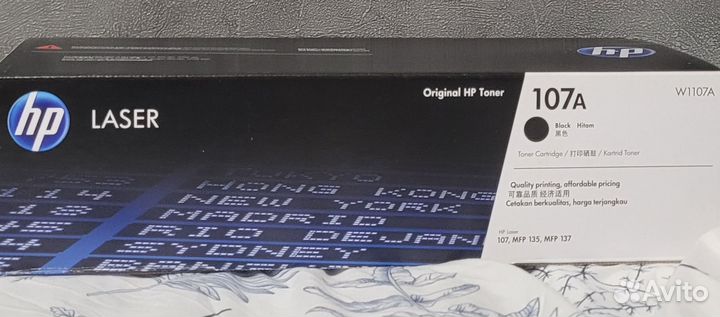 hp
hp
LASER
Original HP Toner
107A
W1107A
Black Hitam
黑色
Toner Cartridge / 打印硒鼓 / Kartrid Toner
Quality printing, affordable pricing
可靠品质 经济适用
Cetakan berkualitas, harga terjangkau
HP Laser
107, MFP 135, MFP 137
HONG KONG
NEW YORK
MADRID
RIO DE JAN
SYDNEY
Avito